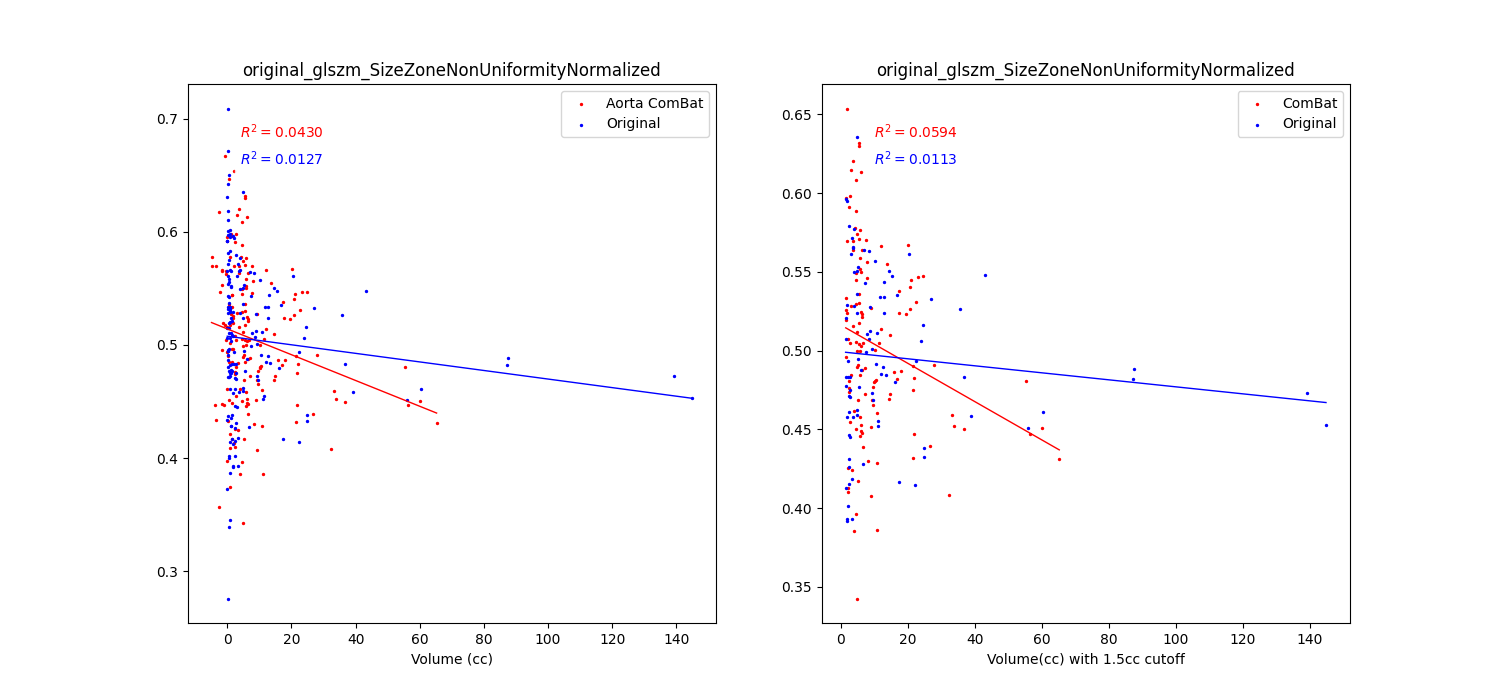 original_glszm_SizeZoneNonUniformityNormalized
Aorta ComBat
Original
R² = 0.0430
R² = 0.0127
0.7
0.6
0.5
0.4
0.3
0 20 40 60 80 100 120 140
Volume (cc)
original_glszm_SizeZoneNonUniformityNormalized
ComBat
Original
R² = 0.0594
R² = 0.0113
0.65
0.60
0.55
0.50
0.45
0.40
0.35
0 20 40 60 80 100 120 140
Volume(cc) with 1.5cc cutoff